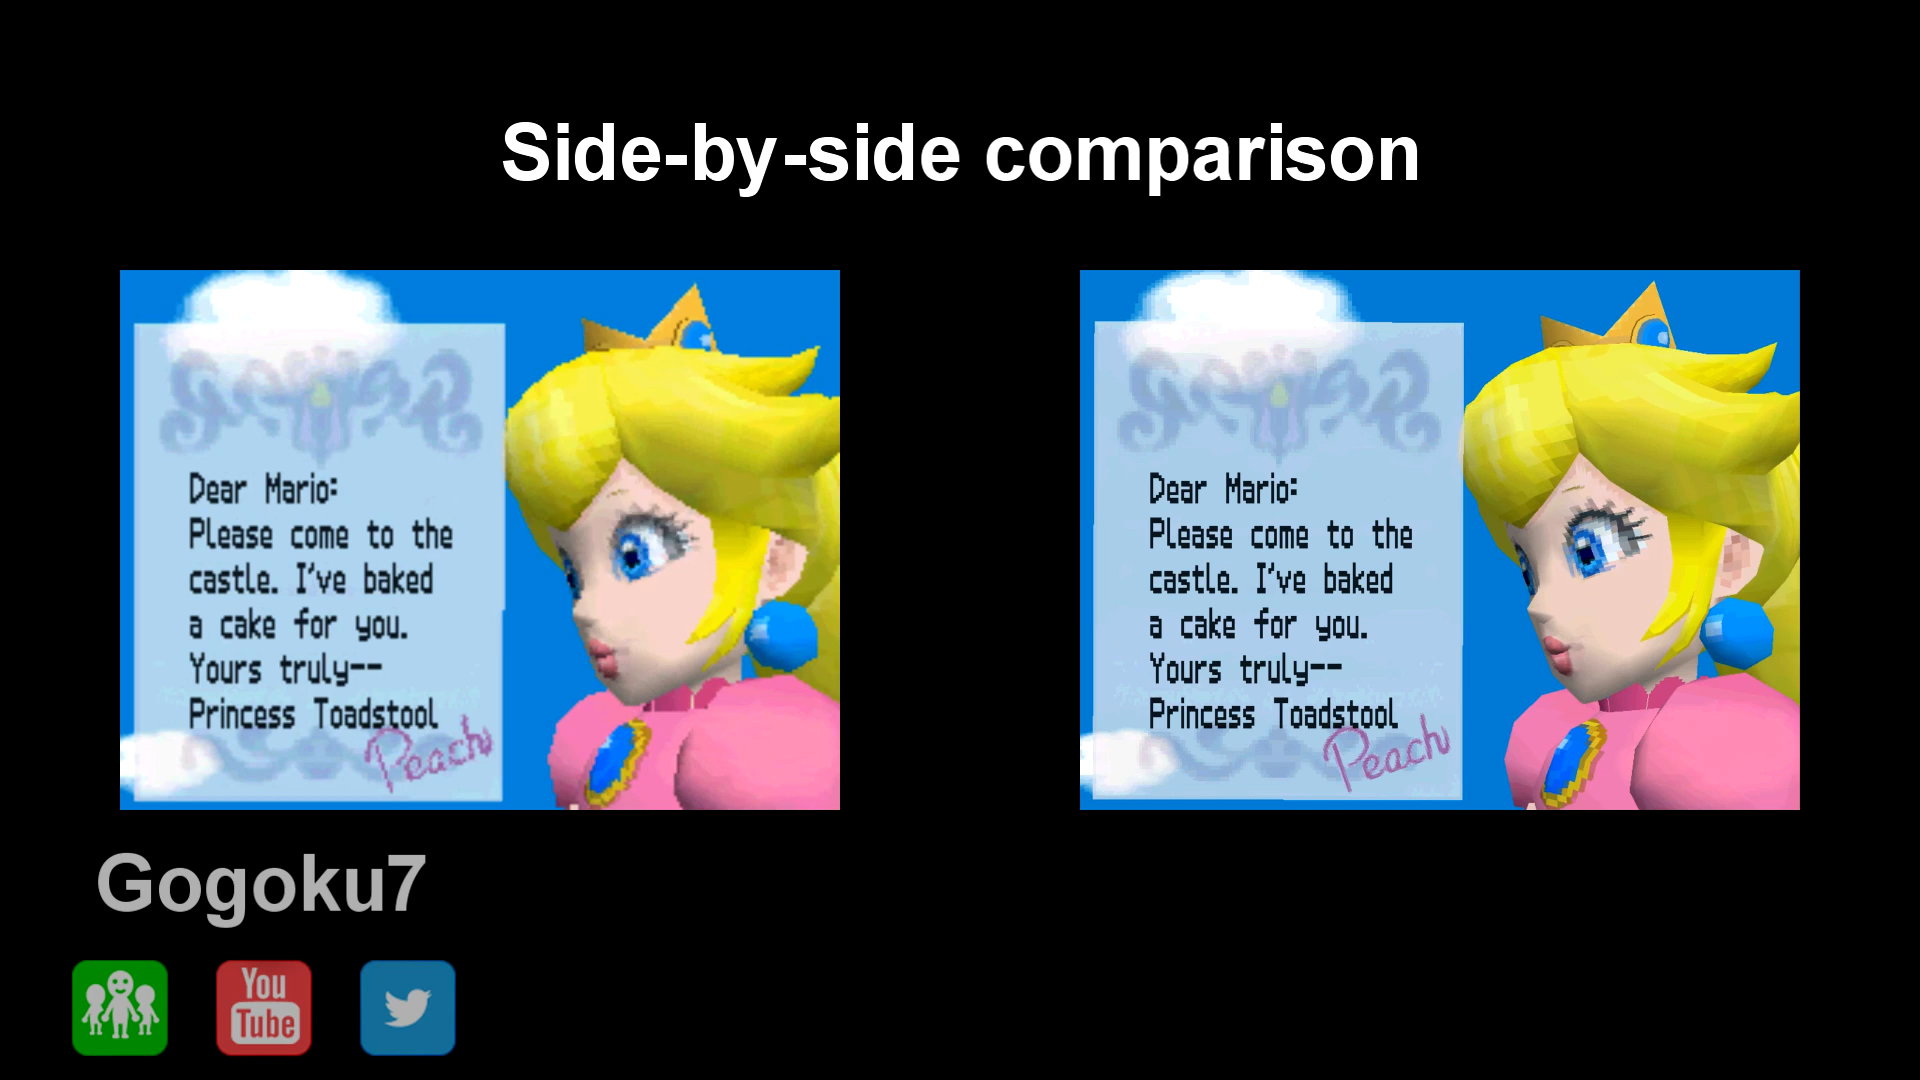 Side-by-side comparison
Dear Mario:
Please come to the
castle. I've baked
a cake for you.
Yours truly--
Princess Toadstool
Peach
Dear Mario:
Please come to the
castle. I've baked
a cake for you.
Yours truly--
Princess Toadstool
Peach
Gogoku7
You
Tube